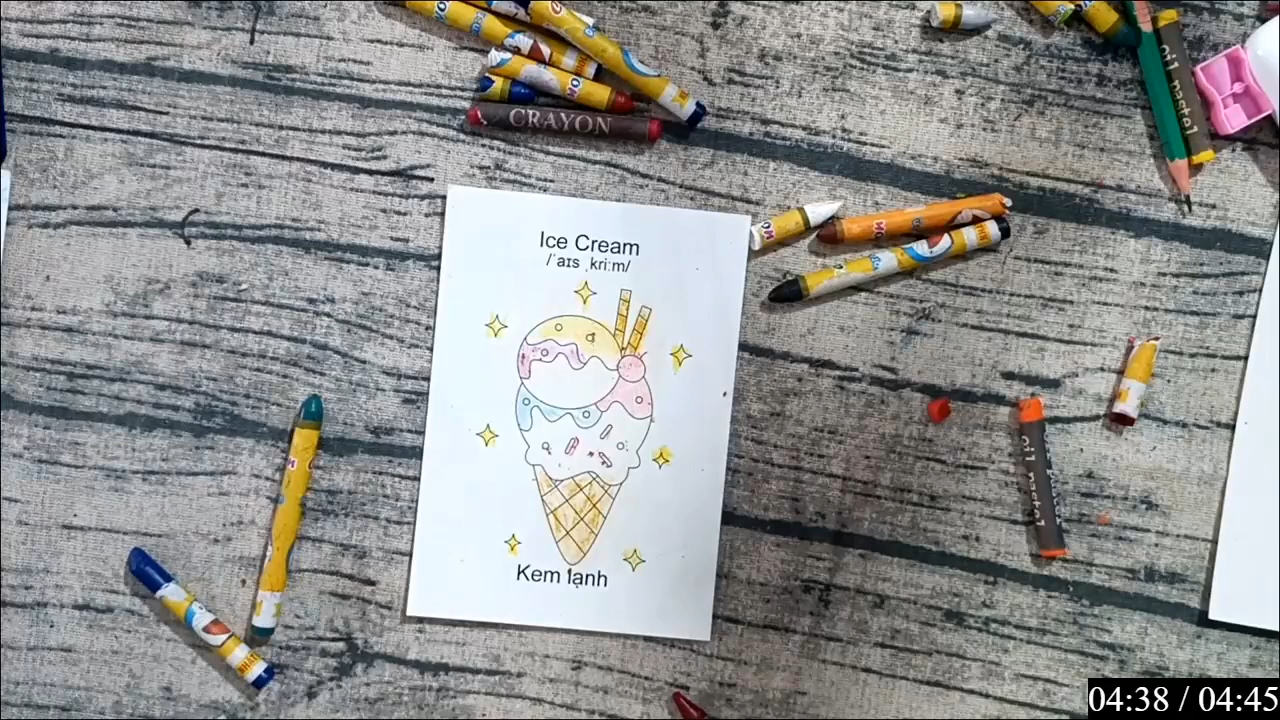 CRAYON
oil pastel
Ice Cream
/ˈaɪs ˌkriːm/
oil pastel
Kem lạnh
04:38 / 04:45